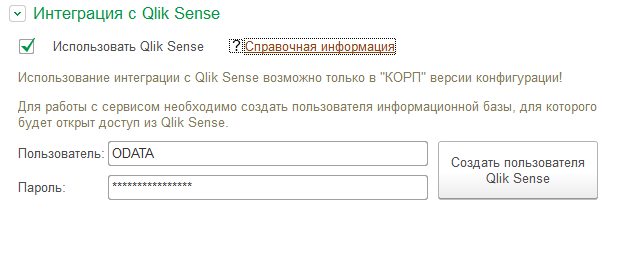 Интеграция с Qlik Sense
Использовать Qlik Sense ? Справочная информация
Использование интеграции с Qlik Sense возможно только в "КОРП" версии конфигурации!
Для работы с сервисом необходимо создать пользователя информационной базы, для которого
будет открыт доступ из Qlik Sense.
Пользователь: ODATA
Пароль: ****************
Создать пользователя
Qlik Sense